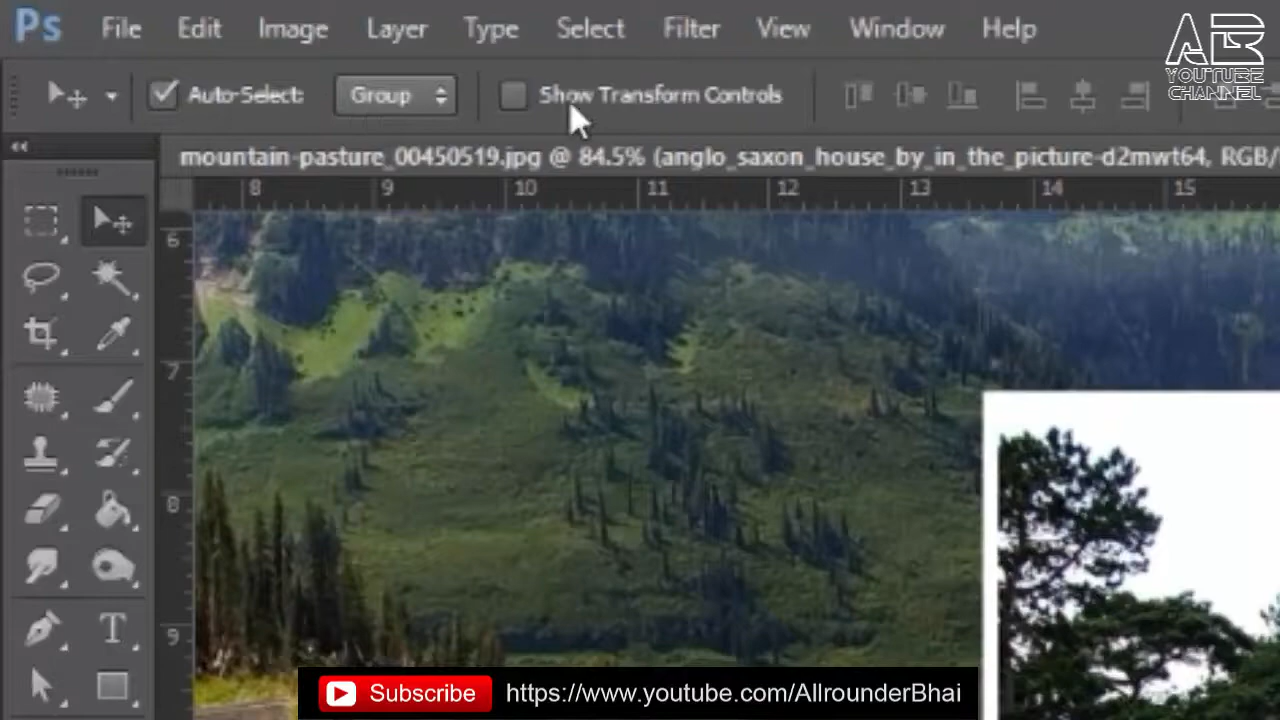 Ps File Edit Image Layer Type Select Filter View Window Help
ALB
YOUTUBE
CHANNEL
Auto-Select: Group Show Transform Controls
mountain-pasture_00450519.jpg @ 84.5% (anglo_saxon_house_by_in_the_picture-d2mwt64, RGB/
8 9 10 11 12 13 14 15
6
7
8
9
T
Subscribe https://www.youtube.com/AllrounderBhai